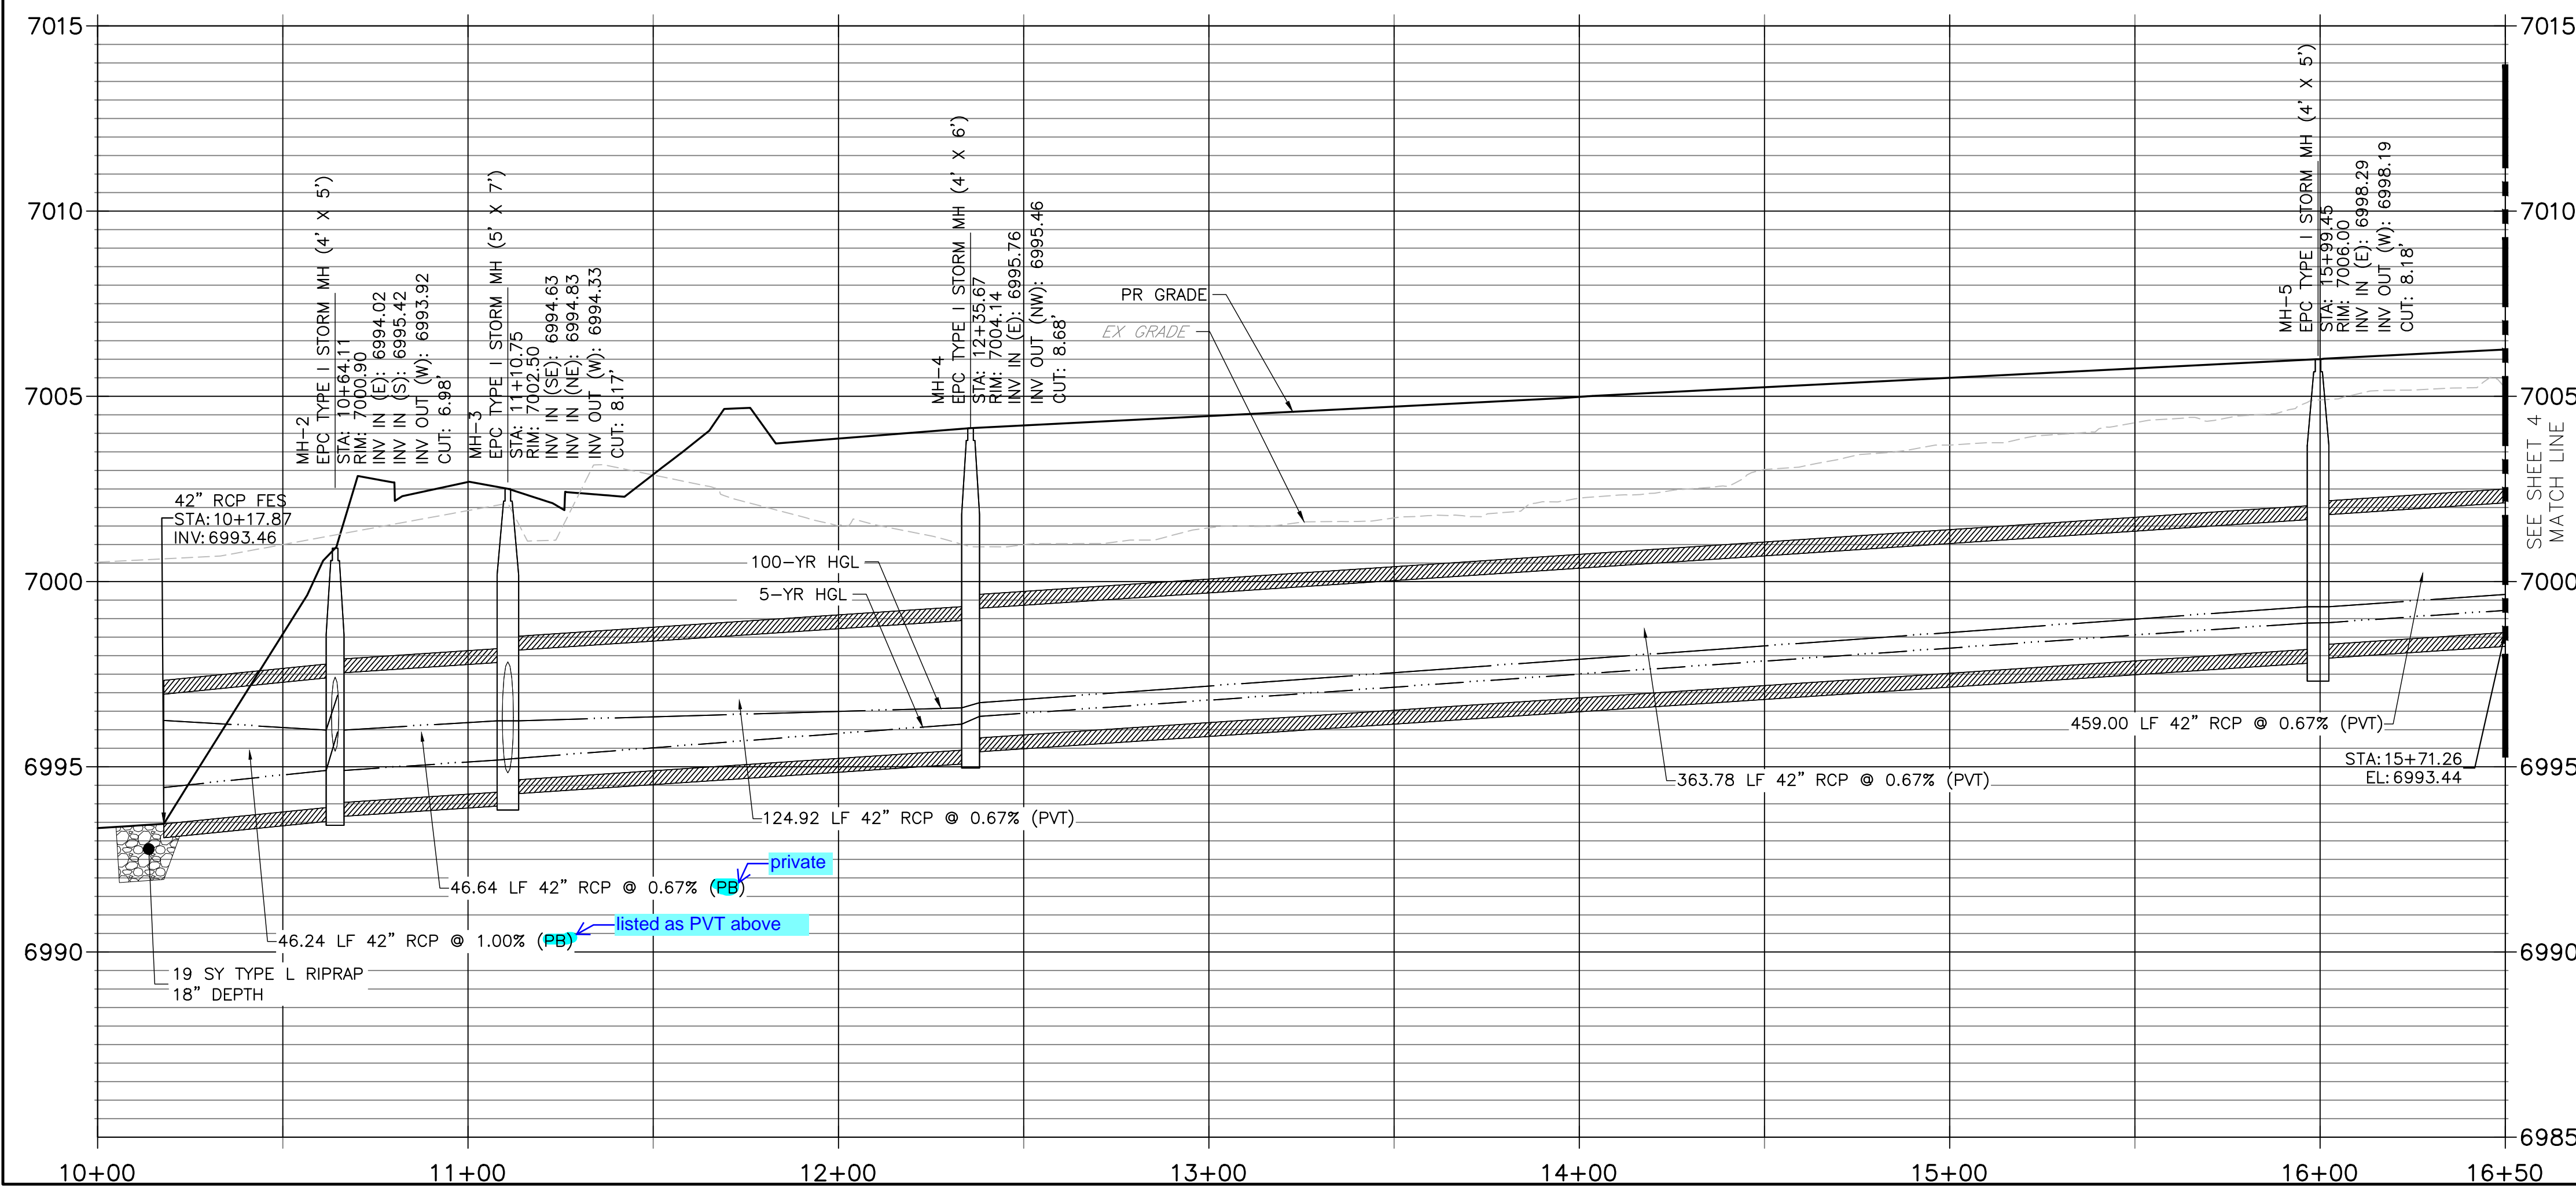 7015
7010
7005
7000
6995
6990
7015
7010
7005
7000
6995
6990
6985
10+00
11+00
12+00
13+00
14+00
15+00
16+00
16+50
42" RCP FES
STA:10+17.87
INV:6993.46
MH-2
EPC TYPE I STORM MH (4' X 5')
STA: 10+64.11
RIM: 7000.90
INV IN (E): 6994.02
INV IN (S): 6995.42
INV OUT (W): 6993.92
CUT: 6.98'
MH-3
EPC TYPE I STORM MH (5' X 7')
STA: 11+10.75
RIM: 7002.50
INV IN (SE): 6994.63
INV IN (NE): 6994.83
INV OUT (W): 6994.33
CUT: 8.17'
MH-4
EPC TYPE I STORM MH (4' X 6')
STA: 12+35.67
RIM: 7004.14
INV IN (E): 6995.76
INV OUT (NW): 6995.46
CUT: 8.68'
PR GRADE
EX GRADE
MH-5
EPC TYPE I STORM MH (4' X 5')
STA: 15+99.45
RIM: 7006.00
INV IN (E): 6998.29
INV OUT (W): 6998.19
CUT: 8.18'
SEE SHEET 4
MATCH LINE
100-YR HGL
5-YR HGL
459.00 LF 42" RCP @ 0.67% (PVT)
STA:15+71.26
EL:6993.44
363.78 LF 42" RCP @ 0.67% (PVT)
124.92 LF 42" RCP @ 0.67% (PVT)
private
46.64 LF 42" RCP @ 0.67% (PB)
listed as PVT above
46.24 LF 42" RCP @ 1.00% (PB)
19 SY TYPE L RIPRAP
18" DEPTH